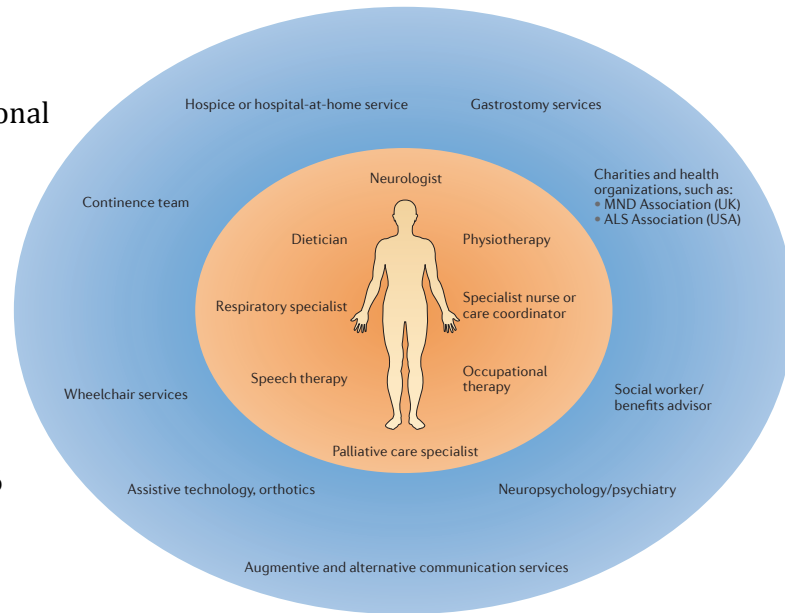 onal
Hospice or hospital-at-home service
Gastrostomy services
Continence team
Charities and health
organizations, such as:
• MND Association (UK)
• ALS Association (USA)
Neurologist
Dietician
Physiotherapy
Respiratory specialist
Specialist nurse or
care coordinator
Speech therapy
Occupational
therapy
Wheelchair services
Social worker/
benefits advisor
Palliative care specialist
Assistive technology, orthotics
Neuropsychology/psychiatry
Augmentive and alternative communication services